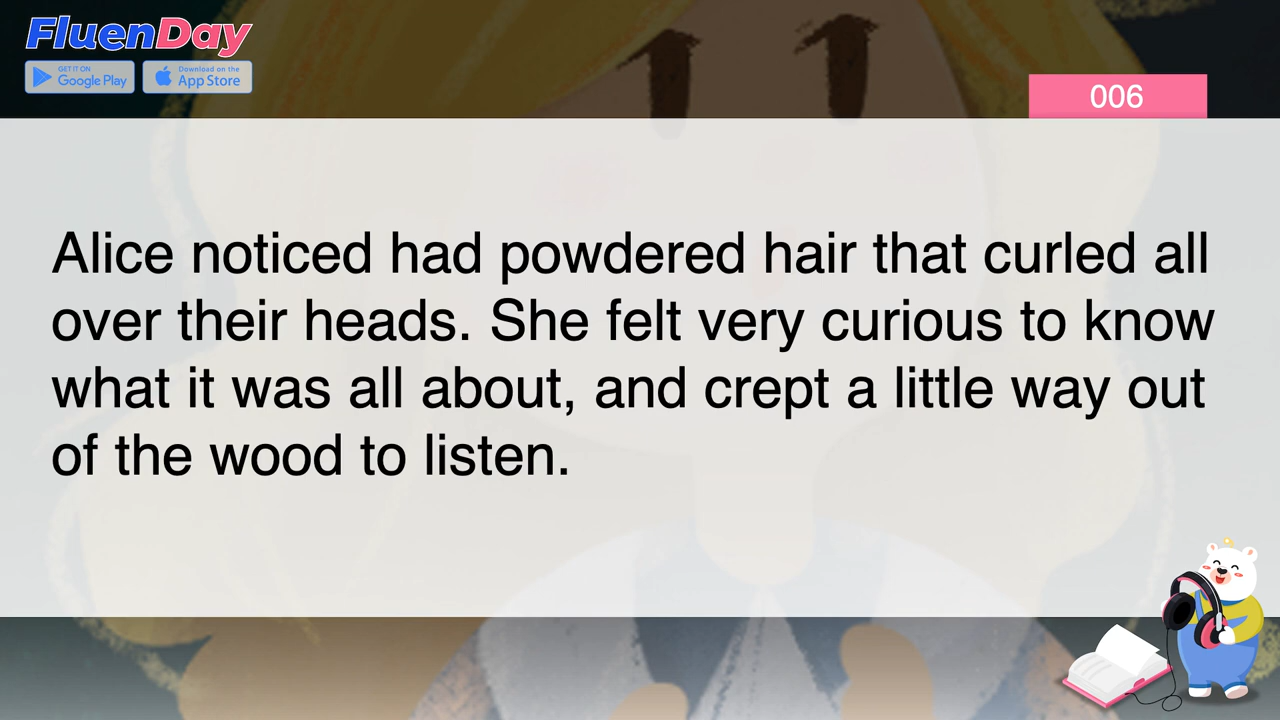 FluenDay
GET IT ON
Google Play
Download on the
App Store
006
Alice noticed had powdered hair that curled all
over their heads. She felt very curious to know
what it was all about, and crept a little way out
of the wood to listen.